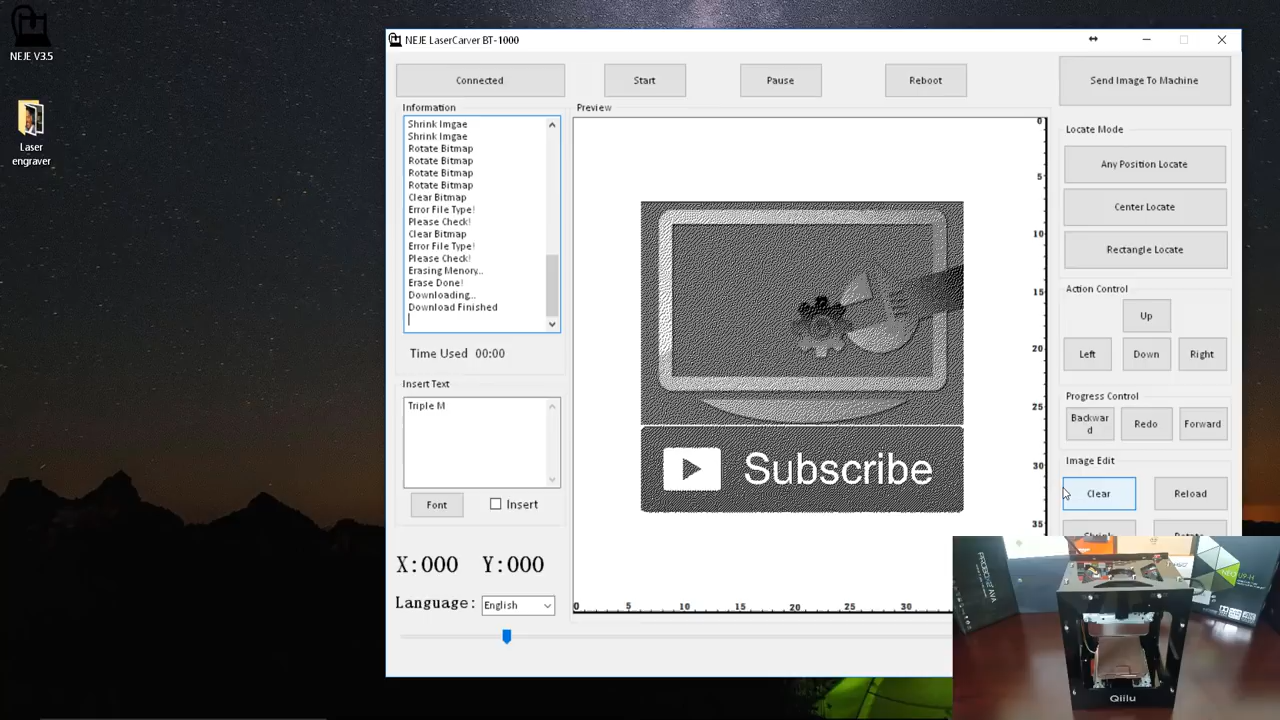 NEJE V3.5
Laser
engraver
NEJE LaserCarver BT-1000
Connected
Start
Pause
Reboot
Send Image To Machine
Information
Shrink Imgae
Shrink Imgae
Rotate Bitmap
Rotate Bitmap
Rotate Bitmap
Rotate Bitmap
Clear Bitmap
Error File Type!
Please Check!
Clear Bitmap
Error File Type!
Please Check!
Erasing Menory...
Erase Done!
Downloading...
Download Finished
Time Used 00:00
Insert Text
Triple M
Font
Insert
X:000 Y:000
Language: English
Preview
0
5
10
15
20
25
30
35
Subscribe
0 5 10 15 20 25 30
Locate Mode
Any Position Locate
Center Locate
Rectangle Locate
Action Control
Up
Left
Down
Right
Progress Control
Backwar
d
Redo
Forward
Image Edit
Clear
Reload
Shrink
Rotate
NEO U9-H
Qiilu